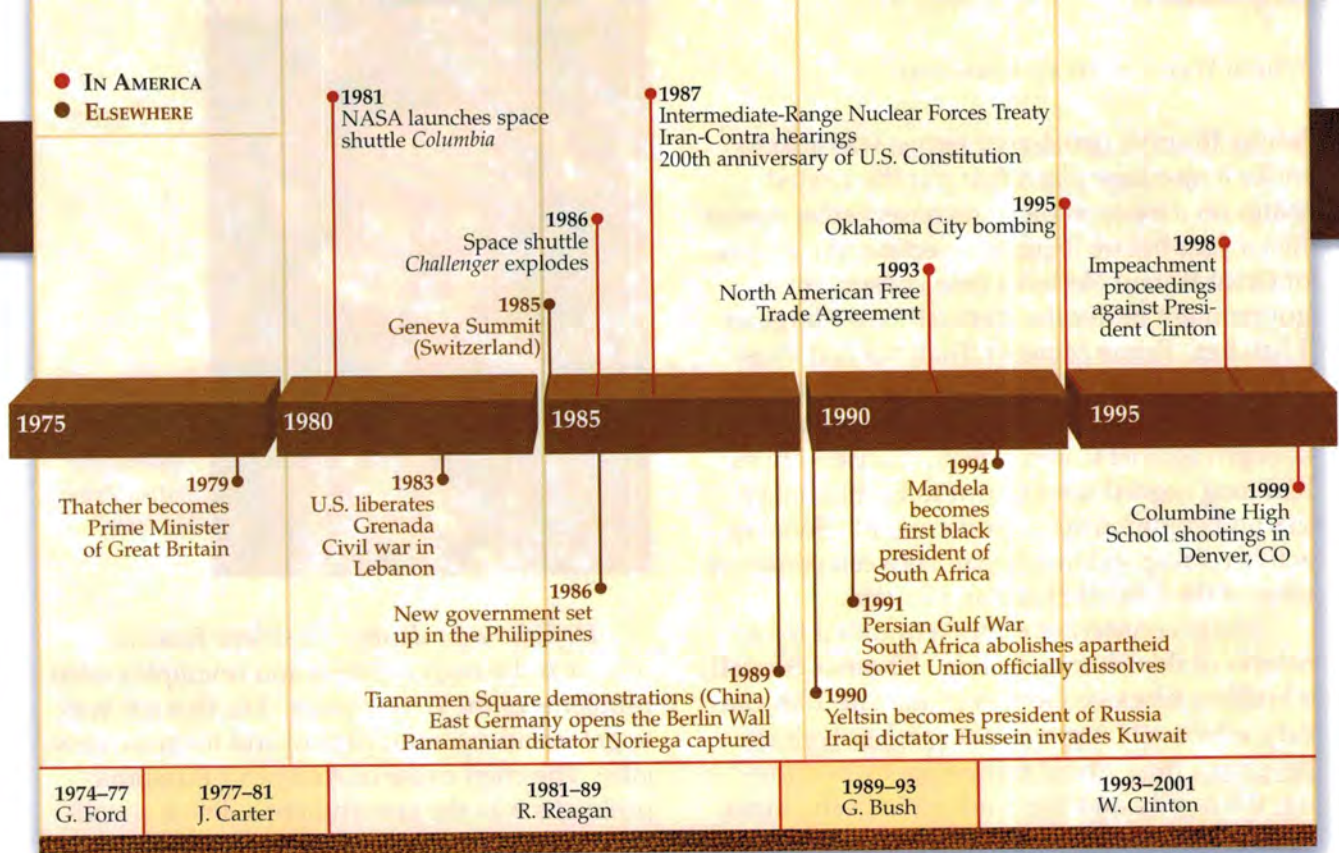 IN AMERICA
ELSEWHERE
1981
NASA launches space
shuttle Columbia
1987
Intermediate-Range Nuclear Forces Treaty
Iran-Contra hearings
200th anniversary of U.S. Constitution
1986
Space shuttle
Challenger explodes
1985
Geneva Summit
(Switzerland)
1995
Oklahoma City bombing
1993
North American Free
Trade Agreement
1998
Impeachment
proceedings
against Presi-
dent Clinton
1975
1980
1985
1990
1995
1979
Thatcher becomes
Prime Minister
of Great Britain
1983
U.S. liberates
Grenada
Civil war in
Lebanon
1986
New government set
up in the Philippines
1989
Tiananmen Square demonstrations (China)
East Germany opens the Berlin Wall
Panamanian dictator Noriega captured
1990
Yeltsin becomes president of Russia
Iraqi dictator Hussein invades Kuwait
1991
Persian Gulf War
South Africa abolishes apartheid
Soviet Union officially dissolves
1994
Mandela
becomes
first black
president of
South Africa
1999
Columbine High
School shootings in
Denver, CO
1974–77
G. Ford
1977–81
J. Carter
1981–89
R. Reagan
1989–93
G. Bush
1993–2001
W. Clinton